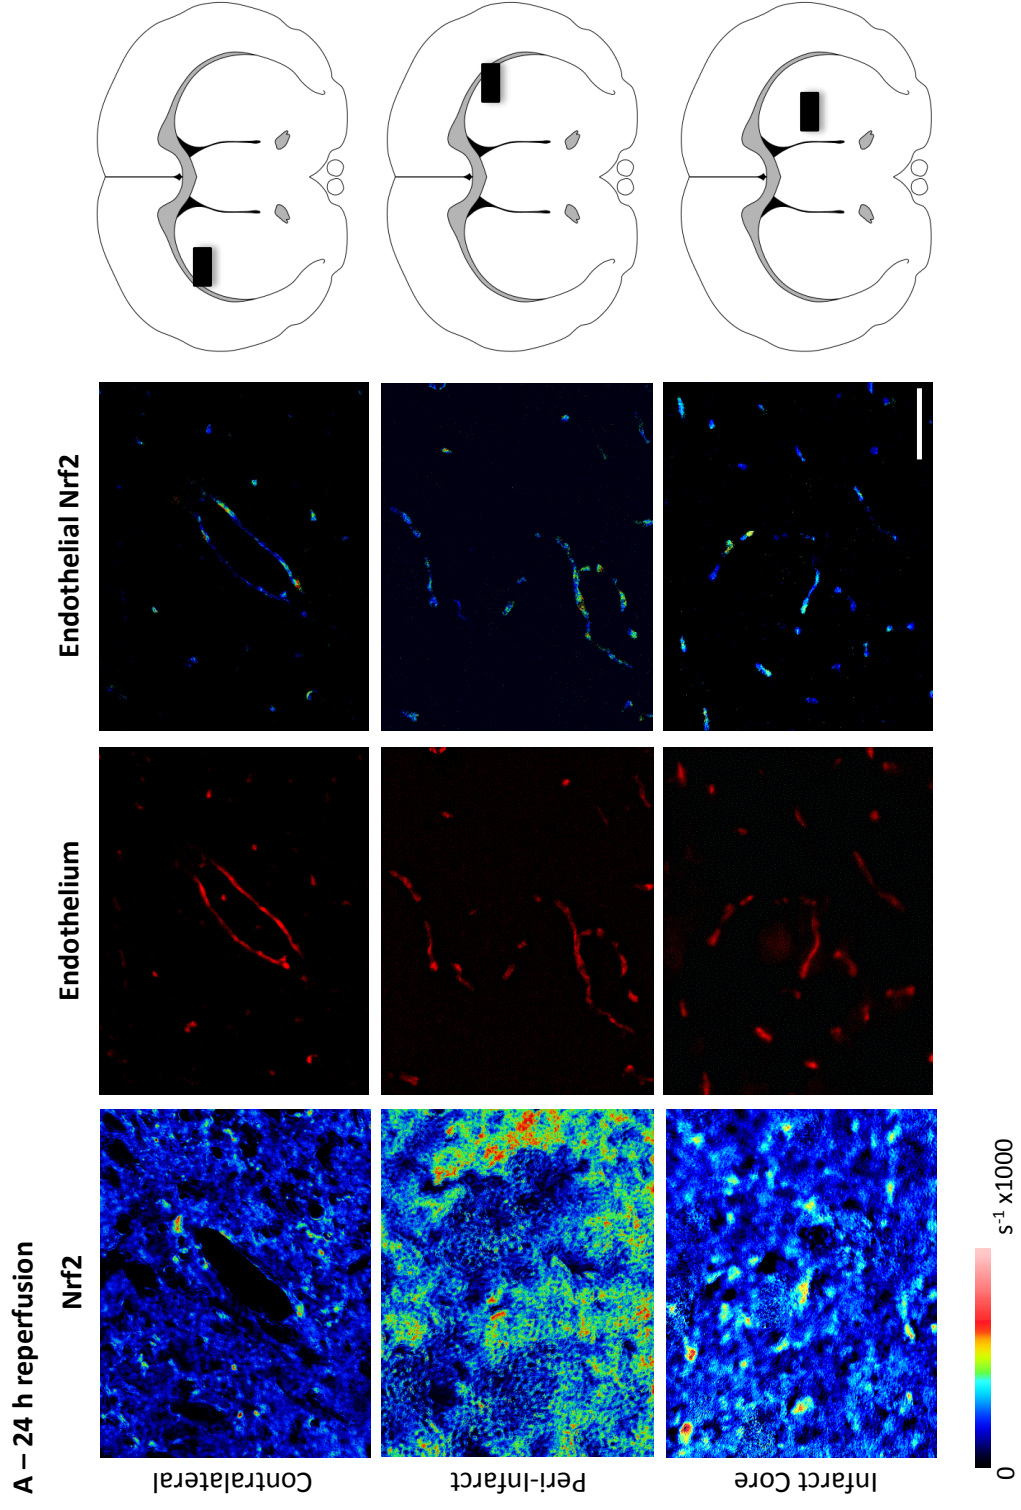 A – 24 h reperfusion
Nrf2
Endothelium
Endothelial Nrf2
Contralateral
Peri-Infarct
Infarct Core
0
s⁻¹ x1000